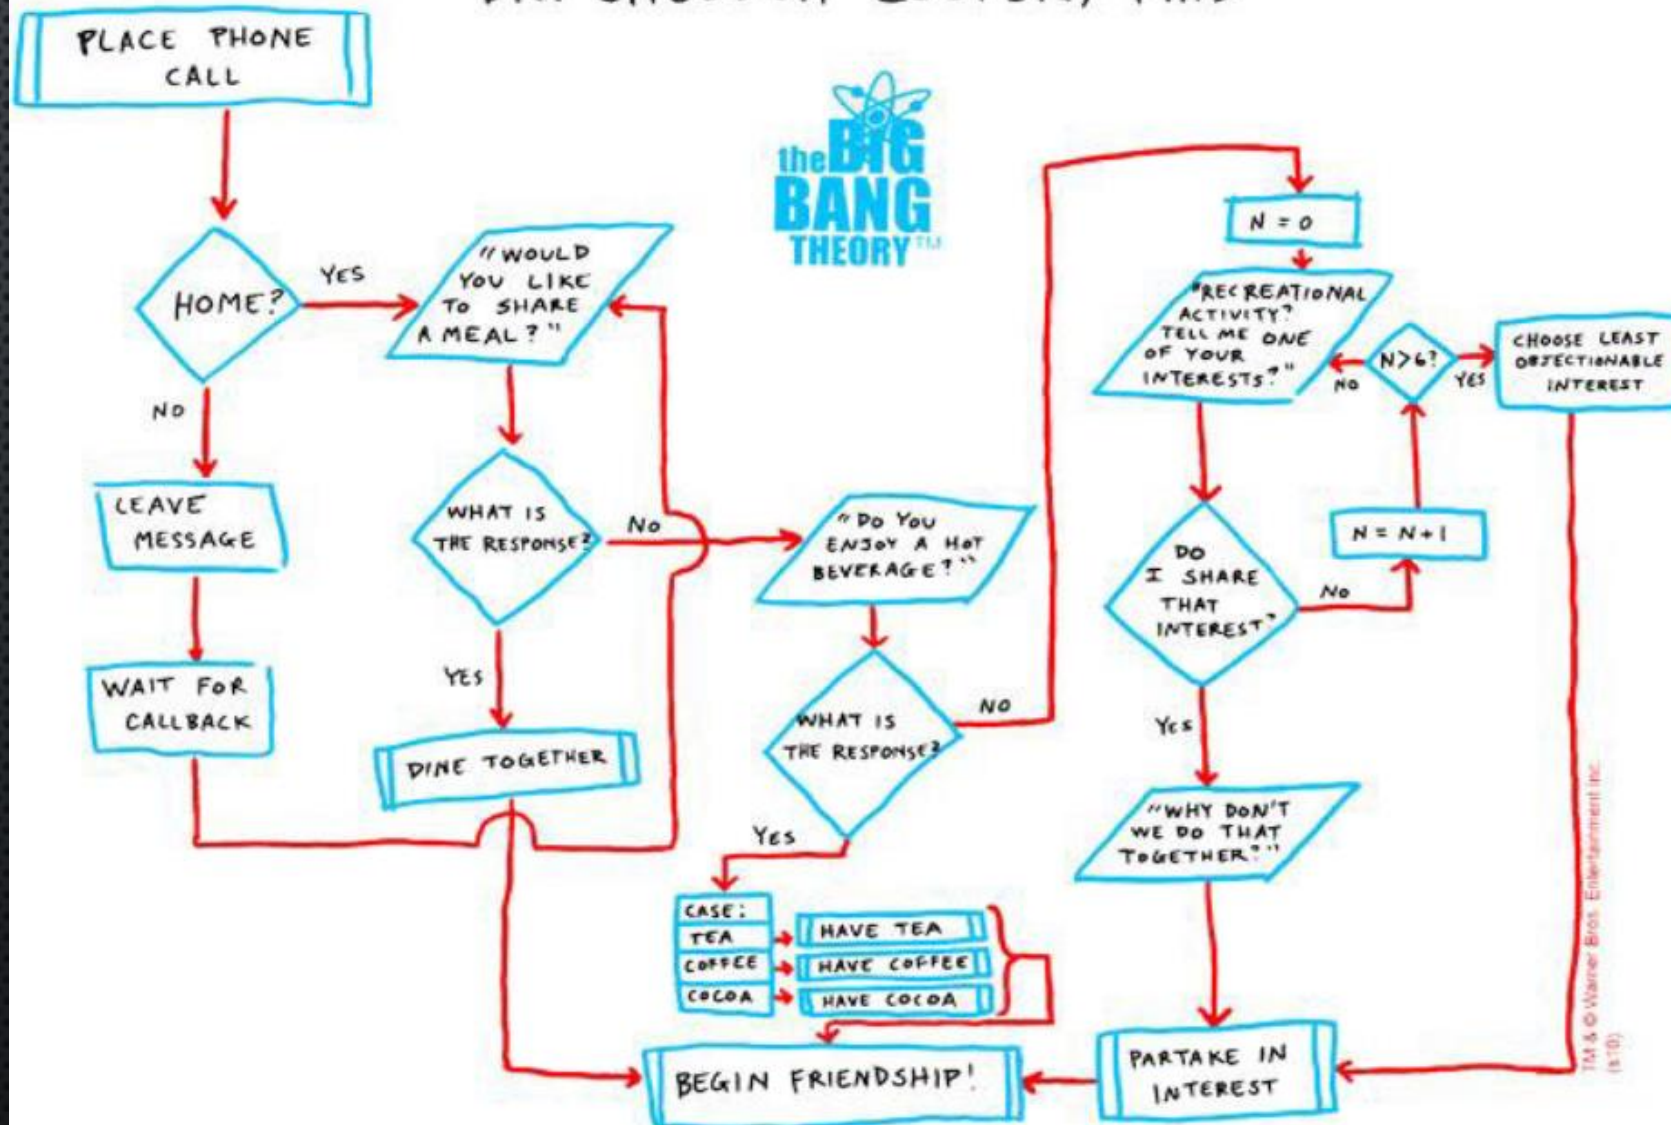 PLACE PHONE
CALL
HOME?
YES
NO
LEAVE
MESSAGE
WAIT FOR
CALLBACK
"WOULD
YOU LIKE
TO SHARE
A MEAL?"
WHAT IS
THE RESPONSE?
NO
YES
DINE TOGETHER
the BIG
BANG
THEORY™
"DO YOU
ENJOY A HOT
BEVERAGE?"
WHAT IS
THE RESPONSE?
NO
YES
CASE:
TEA
HAVE TEA
COFFEE
HAVE COFFEE
COCOA
HAVE COCOA
N = 0
"RECREATIONAL
ACTIVITY?
TELL ME ONE
OF YOUR
INTERESTS?"
N>6?
NO
YES
CHOOSE LEAST
OBJECTIONABLE
INTEREST
N = N+1
DO
I SHARE
THAT
INTEREST?
NO
YES
"WHY DON'T
WE DO THAT
TOGETHER?"
PARTAKE IN
INTEREST
BEGIN FRIENDSHIP!
TM & © Warner Bros. Entertainment Inc.
(s10)